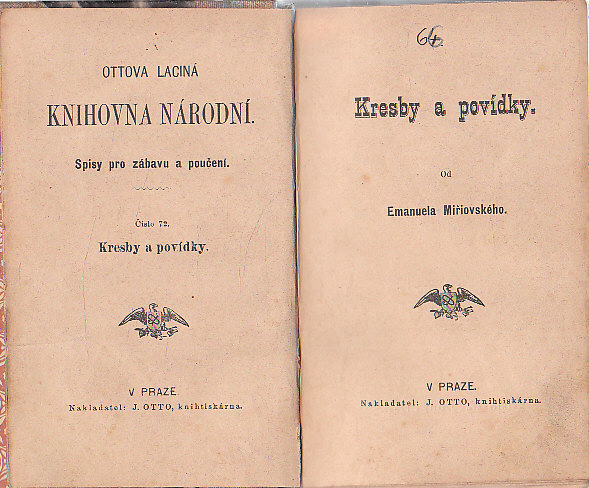 OTTOVA LACINÁ
KNIHOVNA NÁRODNÍ.
Spisy pro zábavu a poučení.
Číslo 72.
Kresby a povídky.
V PRAZE.
Nakladatel: J. OTTO, knihtiskárna.
Kresby a povídky.
Od
Emanuela Miřiovského.
V PRAZE.
Nakladatel: J. OTTO, knihtiskárna.